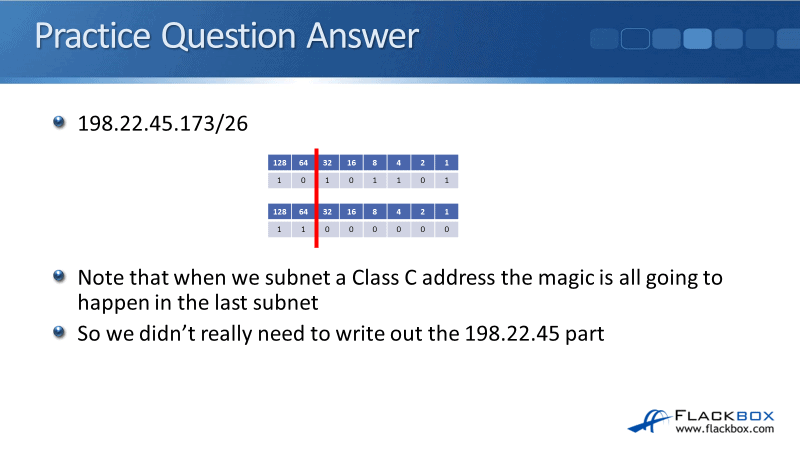 Practice Question Answer
198.22.45.173/26
128 64 32 16 8 4 2 1
1 0 1 0 1 1 0 1
128 64 32 16 8 4 2 1
1 1 0 0 0 0 0 0
Note that when we subnet a Class C address the magic is all going to
happen in the last subnet
So we didn’t really need to write out the 198.22.45 part
FLACKBOX
www.flackbox.com